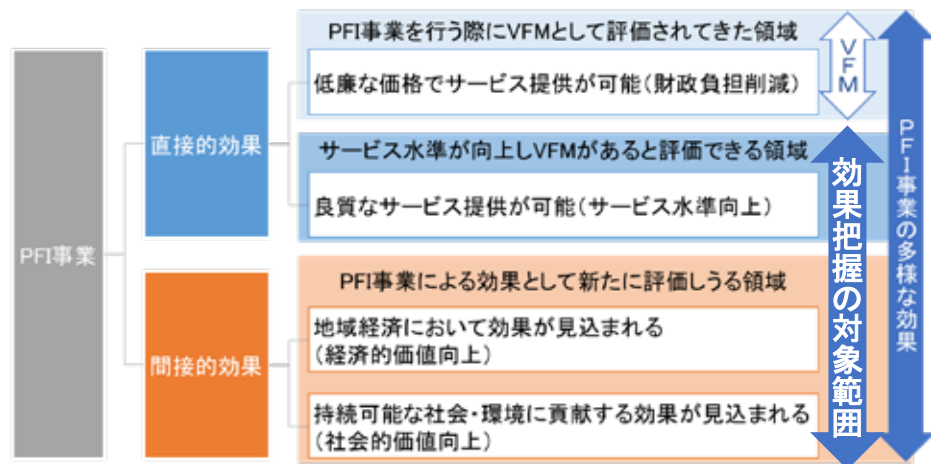 PFI事業
直接的効果
間接的効果
PFI事業を行う際にVFMとして評価されてきた領域
低廉な価格でサービス提供が可能(財政負担削減)
サービス水準が向上しVFMがあると評価できる領域
良質なサービス提供が可能(サービス水準向上)
PFI事業による効果として新たに評価しうる領域
地域経済において効果が見込まれる
(経済的価値向上)
持続可能な社会・環境に貢献する効果が見込まれる
(社会的価値向上)
VFM
効果把握の対象範囲
PFI事業の多様な効果